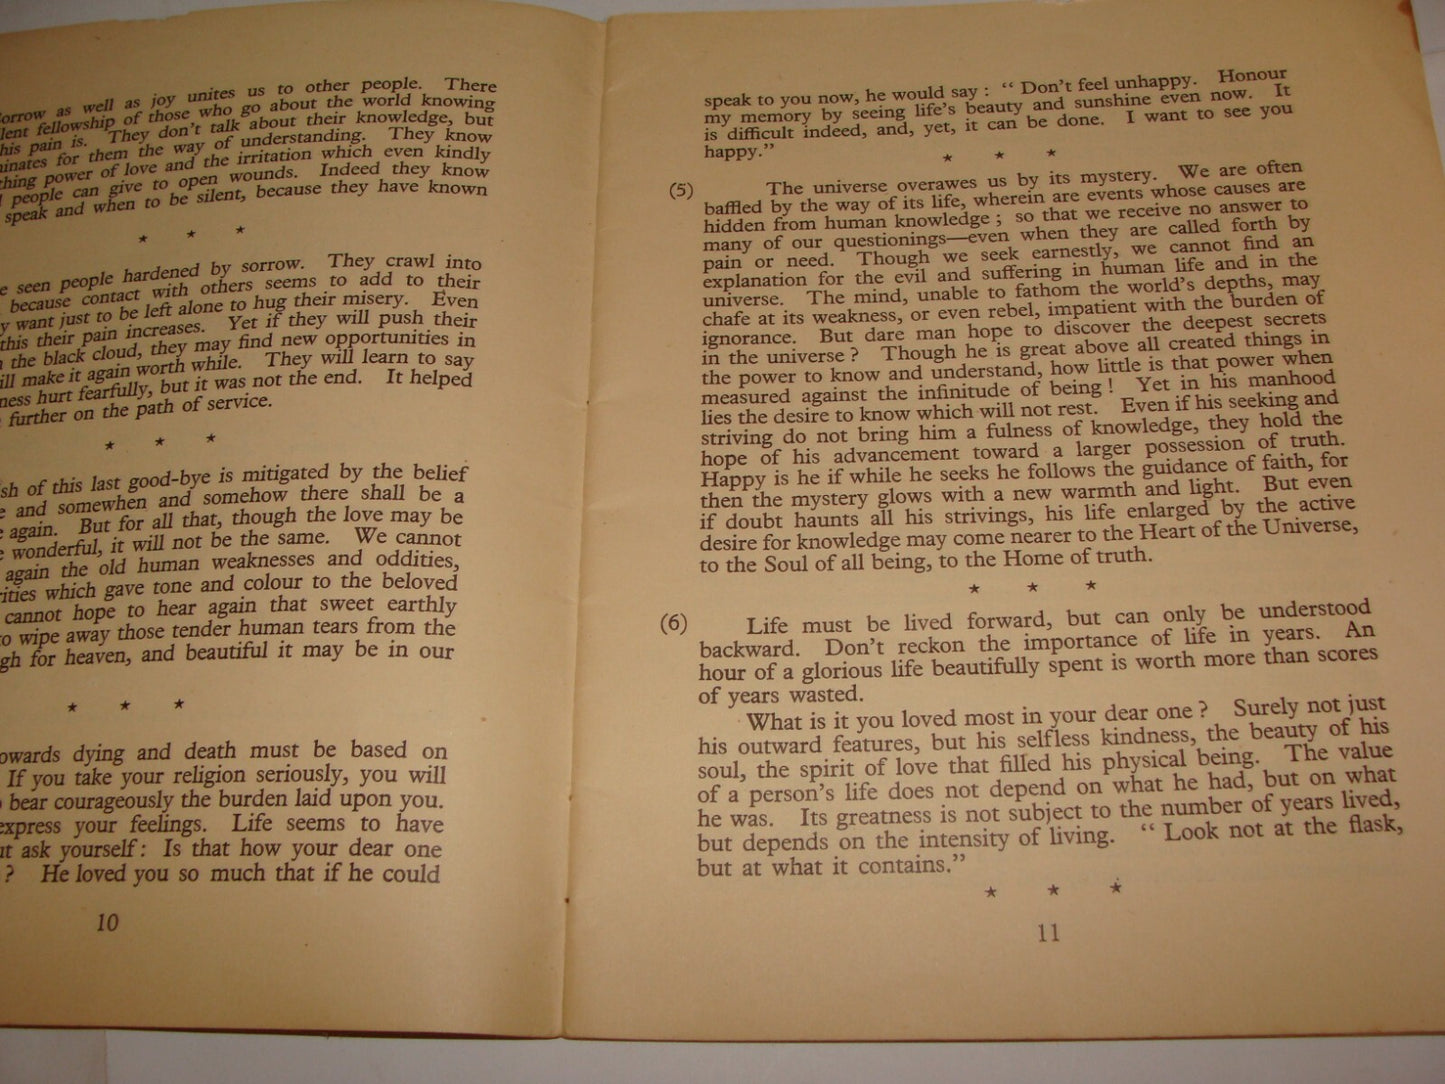 orrow as well as joy unites us to other people. There
lent fellowship of those who go about the world knowing
his pain is. They don't talk about their knowledge, but
inates for them the way of understanding. They know
thing power of love and the irritation which even kindly
people can give to open wounds. Indeed they know
speak and when to be silent, because they have known
★ ★ ★
e seen people hardened by sorrow. They crawl into
because contact with others seems to add to their
y want just to be left alone to hug their misery. Even
this their pain increases. Yet if they will push their
the black cloud, they may find new opportunities in
ill make it again worth while. They will learn to say
ness hurt fearfully, but it was not the end. It helped
further on the path of service.
★ ★ ★
sh of this last good-bye is mitigated by the belief
e and somewhen and somehow there shall be a
again. But for all that, though the love may be
e wonderful, it will not be the same. We cannot
again the old human weaknesses and oddities,
ities which gave tone and colour to the beloved
cannot hope to hear again that sweet earthly
to wipe away those tender human tears from the
gh for heaven, and beautiful it may be in our
★ ★ ★
owards dying and death must be based on
If you take your religion seriously, you will
bear courageously the burden laid upon you.
express your feelings. Life seems to have
ut ask yourself: Is that how your dear one
? He loved you so much that if he could
10
speak to you now, he would say: “ Don't feel unhappy. Honour
my memory by seeing life's beauty and sunshine even now. It
is difficult indeed, and, yet, it can be done. I want to see you
happy.”
★ ★ ★
(5) The universe overawes us by its mystery. We are often
baffled by the way of its life, wherein are events whose causes are
hidden from human knowledge; so that we receive no answer to
many of our questionings—even when they are called forth by
pain or need. Though we seek earnestly, we cannot find an
explanation for the evil and suffering in human life and in the
universe. The mind, unable to fathom the world's depths, may
chafe at its weakness, or even rebel, impatient with the burden of
ignorance. But dare man hope to discover the deepest secrets
in the universe? Though he is great above all created things in
the power to know and understand, how little is that power when
measured against the infinitude of being! Yet in his manhood
lies the desire to know which will not rest. Even if his seeking and
striving do not bring him a fulness of knowledge, they hold the
hope of his advancement toward a larger possession of truth.
Happy is he if while he seeks he follows the guidance of faith, for
then the mystery glows with a new warmth and light. But even
if doubt haunts all his strivings, his life enlarged by the active
desire for knowledge may come nearer to the Heart of the Universe,
to the Soul of all being, to the Home of truth.
★ ★ ★
(6) Life must be lived forward, but can only be understood
backward. Don't reckon the importance of life in years. An
hour of a glorious life beautifully spent is worth more than scores
of years wasted.
What is it you loved most in your dear one? Surely not just
his outward features, but his selfless kindness, the beauty of his
soul, the spirit of love that filled his physical being. The value
of a person's life does not depend on what he had, but on what
he was. Its greatness is not subject to the number of years lived,
but depends on the intensity of living. “ Look not at the flask,
but at what it contains.”
★ ★ ★
11